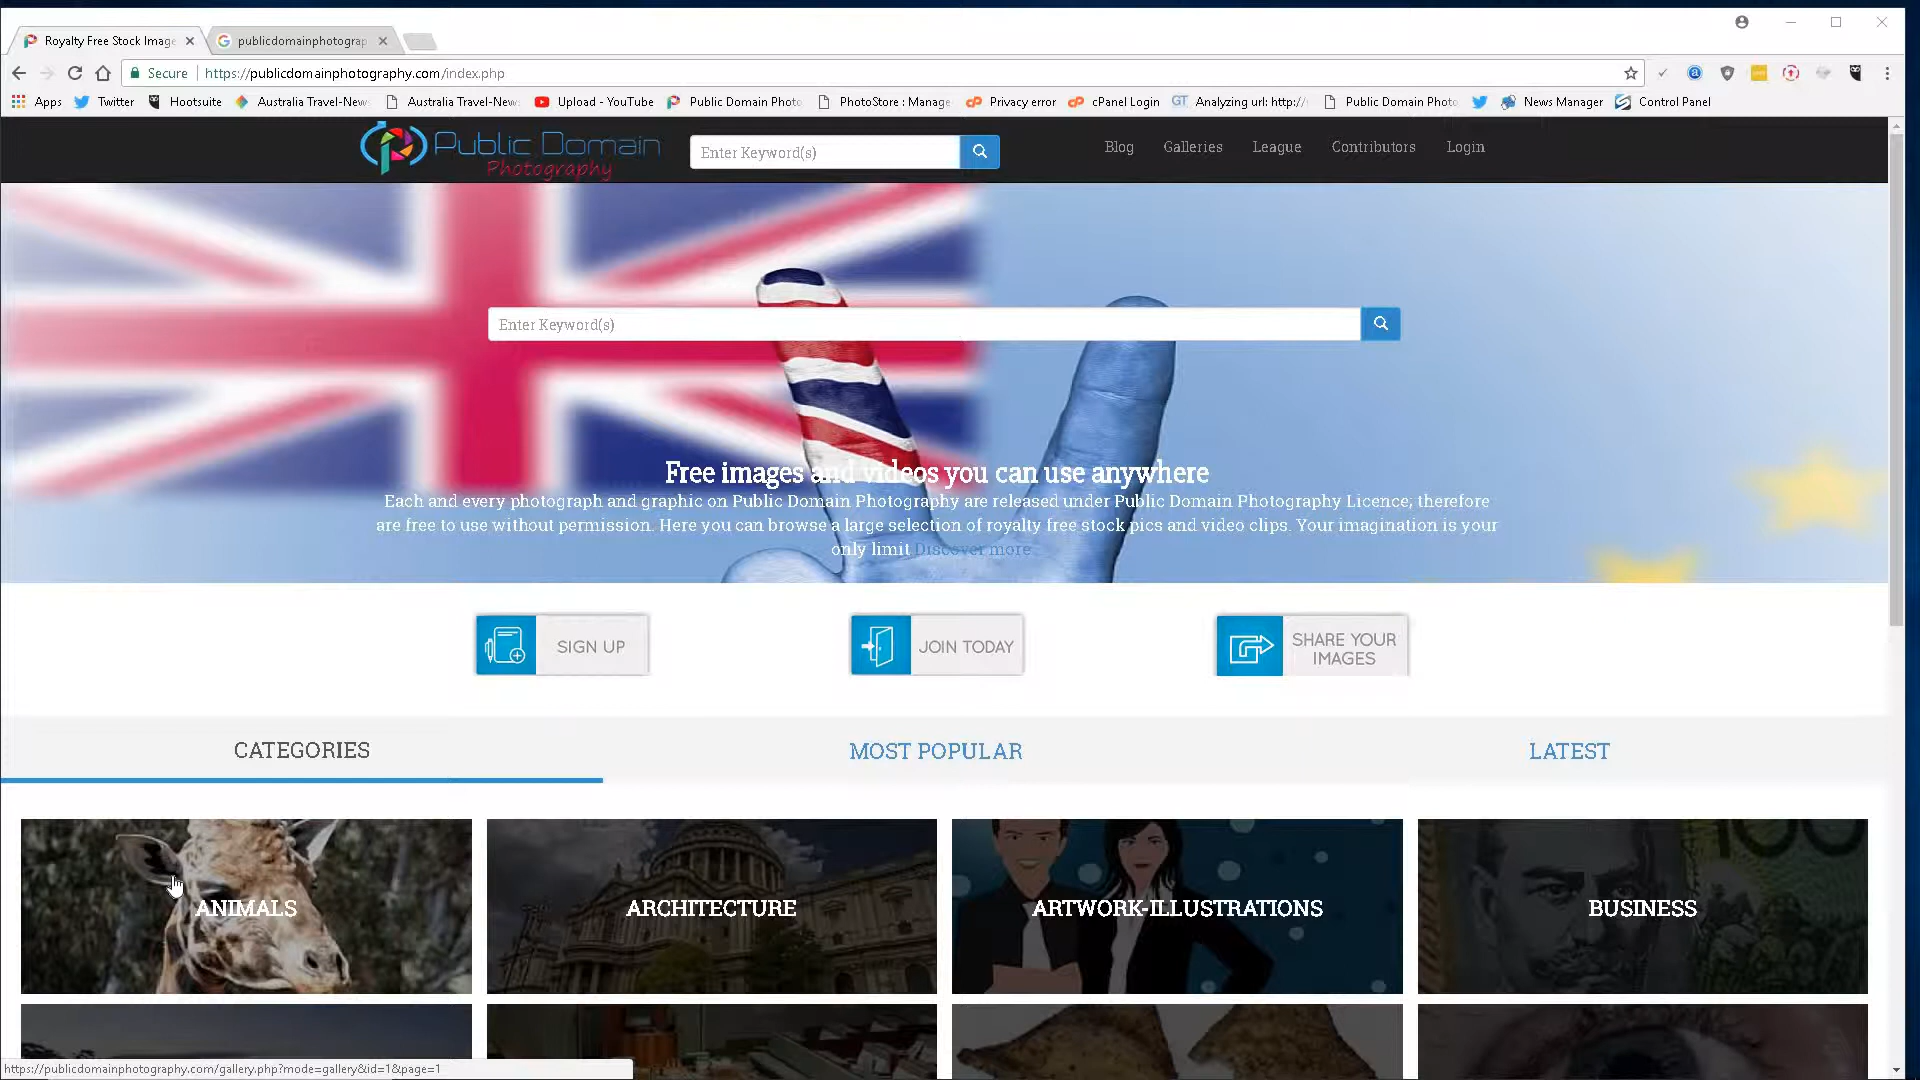 Royalty Free Stock Image
publicdomainphotograp
Secure
https://publicdomainphotography.com/index.php
Apps
Twitter
Hootsuite
Australia Travel-New
Australia Travel-New
Upload - YouTube
Public Domain Photo
PhotoStore : Manage
Privacy error
cPanel Login
GT
Analyzing url: http://
Public Domain Photo
News Manager
Control Panel
Public Domain
Photography
Enter Keyword(s)
Blog
Galleries
League
Contributors
Login
Enter Keyword(s)
Free images and videos you can use anywhere
Each and every photograph and graphic on Public Domain Photography are released under Public Domain Photography Licence; therefore
are free to use without permission. Here you can browse a large selection of royalty free stock pics and video clips. Your imagination is your
only limit Discover more
SIGN UP
JOIN TODAY
SHARE YOUR
IMAGES
CATEGORIES
MOST POPULAR
LATEST
ANIMALS
ARCHITECTURE
ARTWORK-ILLUSTRATIONS
BUSINESS
100
https://publicdomainphotography.com/gallery.php?mode=gallery&id=1&page=1